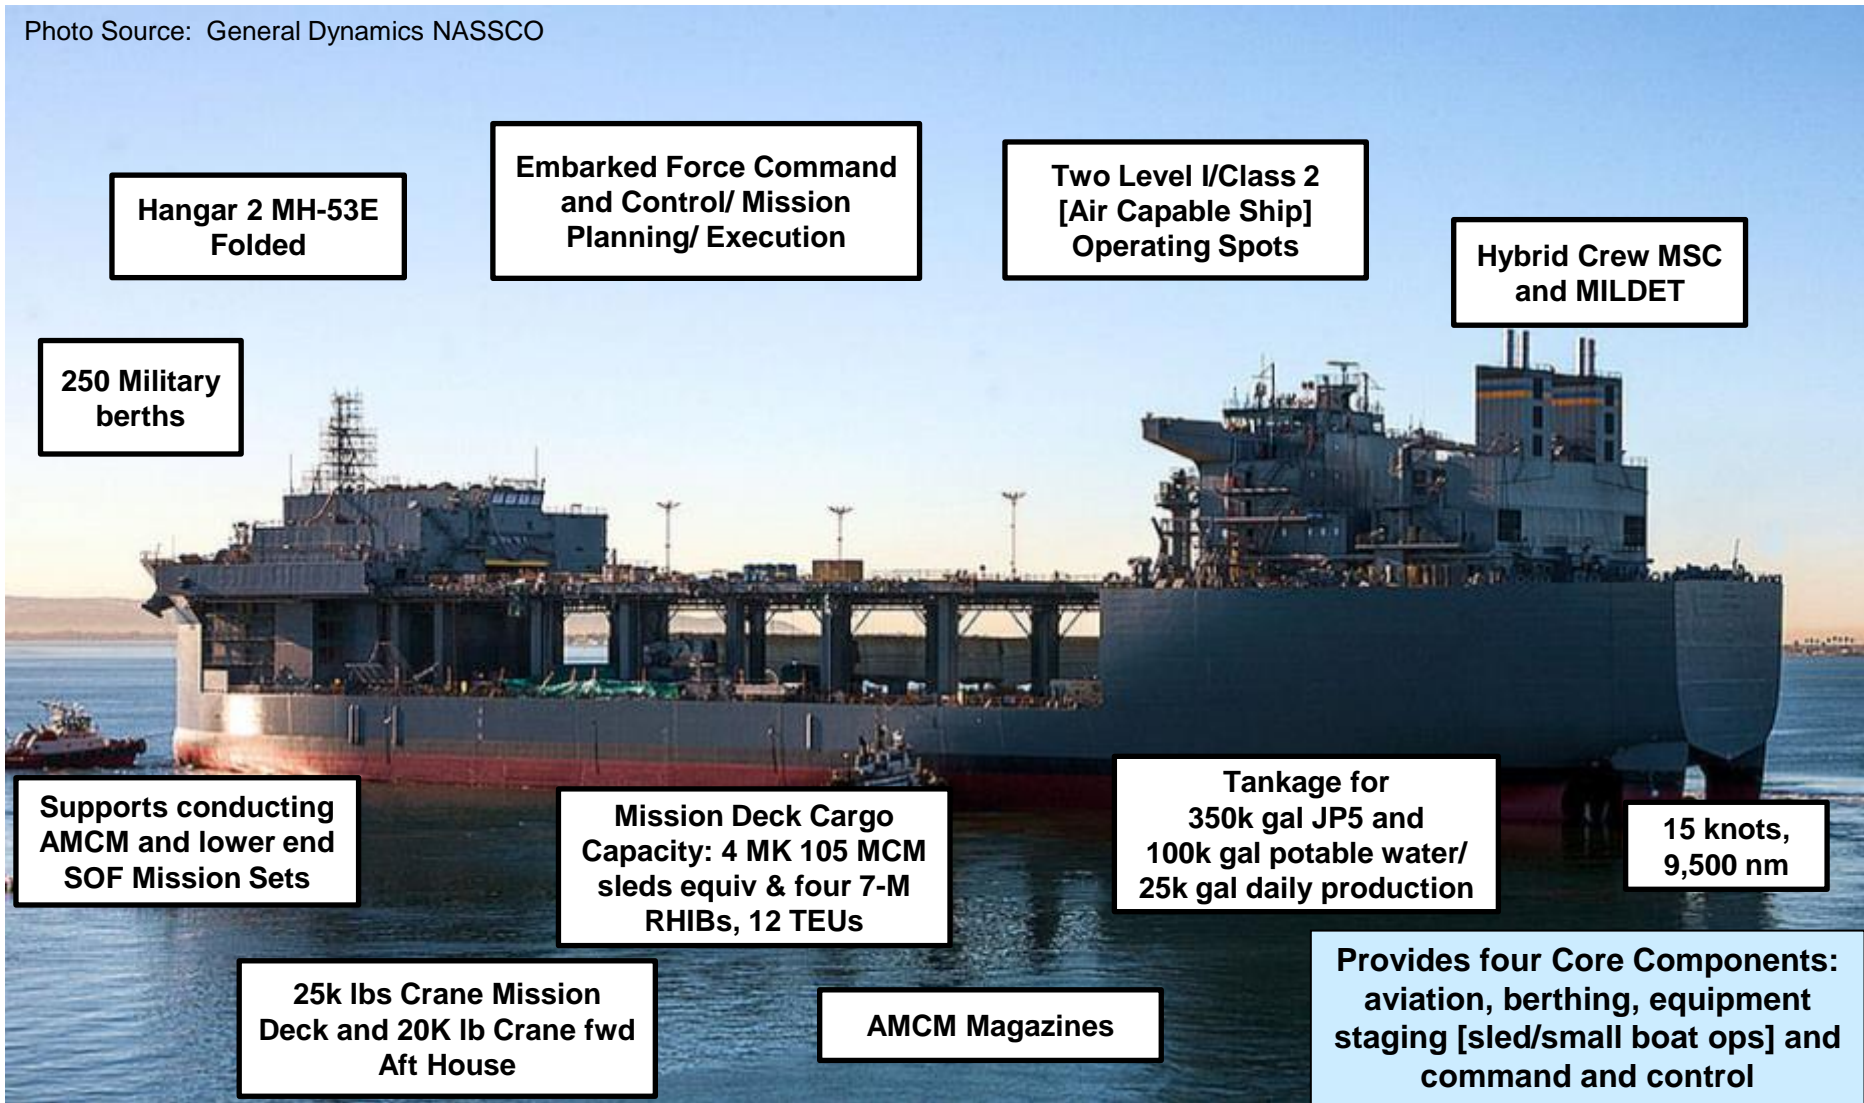 Photo Source:  General Dynamics NASSCO
Embarked Force Command
and Control/ Mission
Planning/ Execution
Two Level I/Class 2
[Air Capable Ship]
Operating Spots
Hangar 2 MH-53E
Folded
Hybrid Crew MSC
and MILDET
250 Military
berths
Supports conducting
AMCM and lower end
SOF Mission Sets
Mission Deck Cargo
Capacity: 4 MK 105 MCM
sleds equiv & four 7-M
RHIBs, 12 TEUs
Tankage for
350k gal JP5 and
100k gal potable water/
25k gal daily production
15 knots,
9,500 nm
25k lbs Crane Mission
Deck and 20K lb Crane fwd
Aft House
AMCM Magazines
Provides four Core Components:
aviation, berthing, equipment
staging [sled/small boat ops] and
command and control